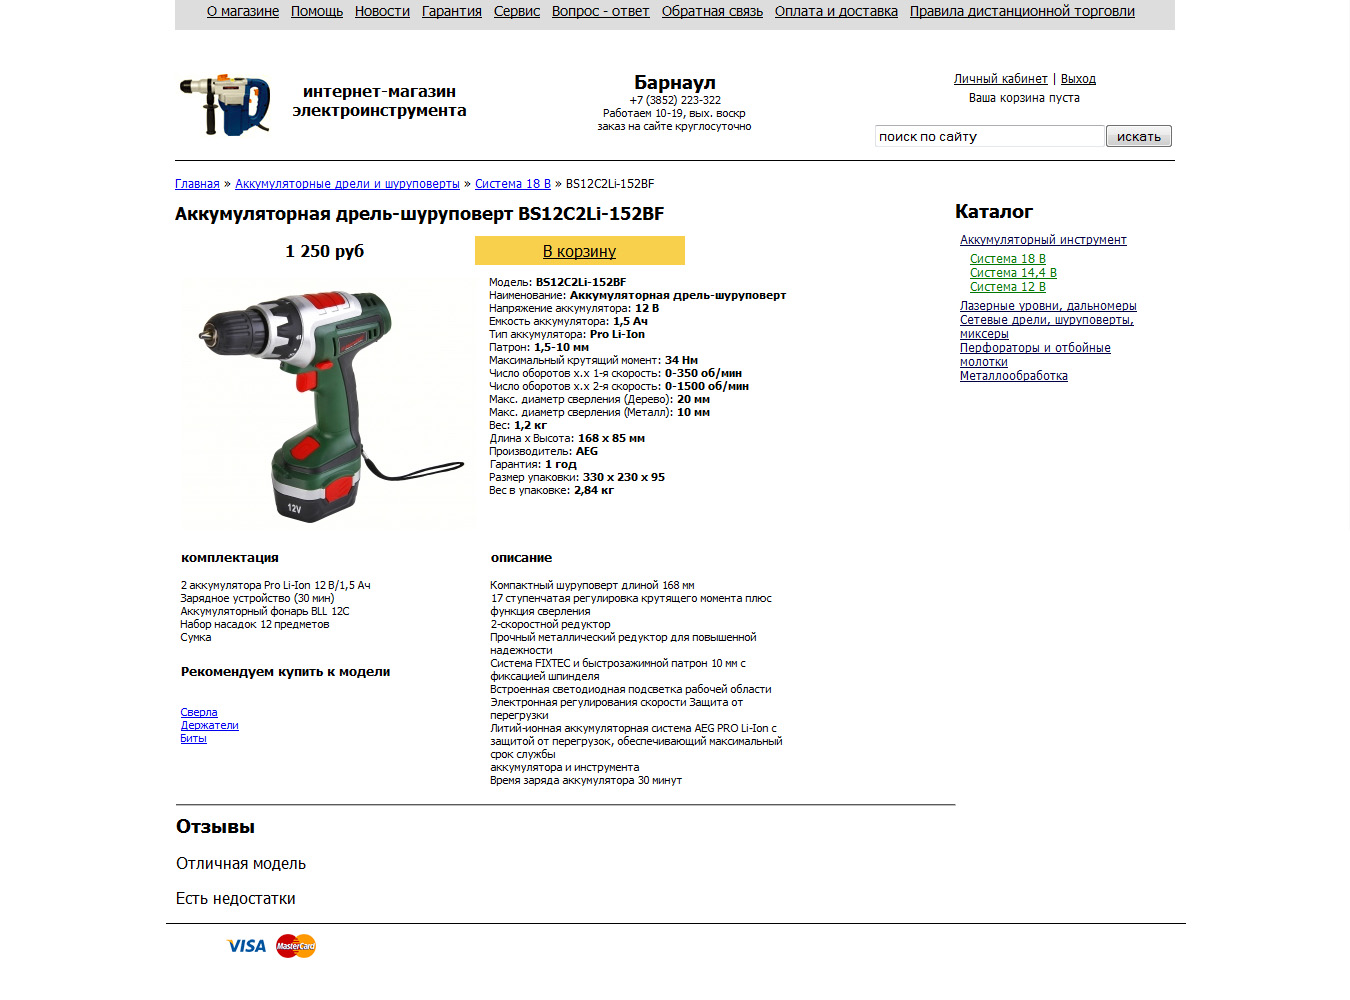 О магазине Помощь Новости Гарантия Сервис Вопрос - ответ Обратная связь Оплата и доставка Правила дистанционной торговли
интернет-магазин
электроинструмента
Барнаул
+7 (3852) 223-322
Работаем 10-19, вых. воскр
заказ на сайте круглосуточно
Личный кабинет | Выход
Ваша корзина пуста
поиск по сайту искать
Главная » Аккумуляторные дрели и шуруповерты » Система 18 В » BS12C2Li-152BF
Аккумуляторная дрель-шуруповерт BS12C2Li-152BF
1 250 руб
В корзину
12V
Модель: BS12C2Li-152BF
Наименование: Аккумуляторная дрель-шуруповерт
Напряжение аккумулятора: 12 В
Емкость аккумулятора: 1,5 Ач
Тип аккумулятора: Pro Li-Ion
Патрон: 1,5-10 мм
Максимальный крутящий момент: 34 Нм
Число оборотов х.х 1-я скорость: 0-350 об/мин
Число оборотов х.х 2-я скорость: 0-1500 об/мин
Макс. диаметр сверления (Дерево): 20 мм
Макс. диаметр сверления (Металл): 10 мм
Вес: 1,2 кг
Длина х Высота: 168 х 85 мм
Производитель: AEG
Гарантия: 1 год
Размер упаковки: 330 x 230 x 95
Вес в упаковке: 2,84 кг
Каталог
Аккумуляторный инструмент
Система 18 В
Система 14,4 В
Система 12 В
Лазерные уровни, дальномеры
Сетевые дрели, шуруповерты,
миксеры
Перфораторы и отбойные
молотки
Металлообработка
комплектация
2 аккумулятора Pro Li-Ion 12 В/1,5 Ач
Зарядное устройство (30 мин)
Аккумуляторный фонарь BLL 12C
Набор насадок 12 предметов
Сумка
Рекомендуем купить к модели
Сверла
Держатели
Биты
описание
Компактный шуруповерт длиной 168 мм
17 ступенчатая регулировка крутящего момента плюс
функция сверления
2-скоростной редуктор
Прочный металлический редуктор для повышенной
надежности
Система FIXTEC и быстрозажимной патрон 10 мм с
фиксацией шпинделя
Встроенная светодиодная подсветка рабочей области
Электронная регулирования скорости Защита от
перегрузки
Литий-ионная аккумуляторная система AEG PRO Li-Ion с
защитой от перегрузок, обеспечивающий максимальный
срок службы
аккумулятора и инструмента
Время заряда аккумулятора 30 минут
Отзывы
Отличная модель
Есть недостатки
VISA MasterCard